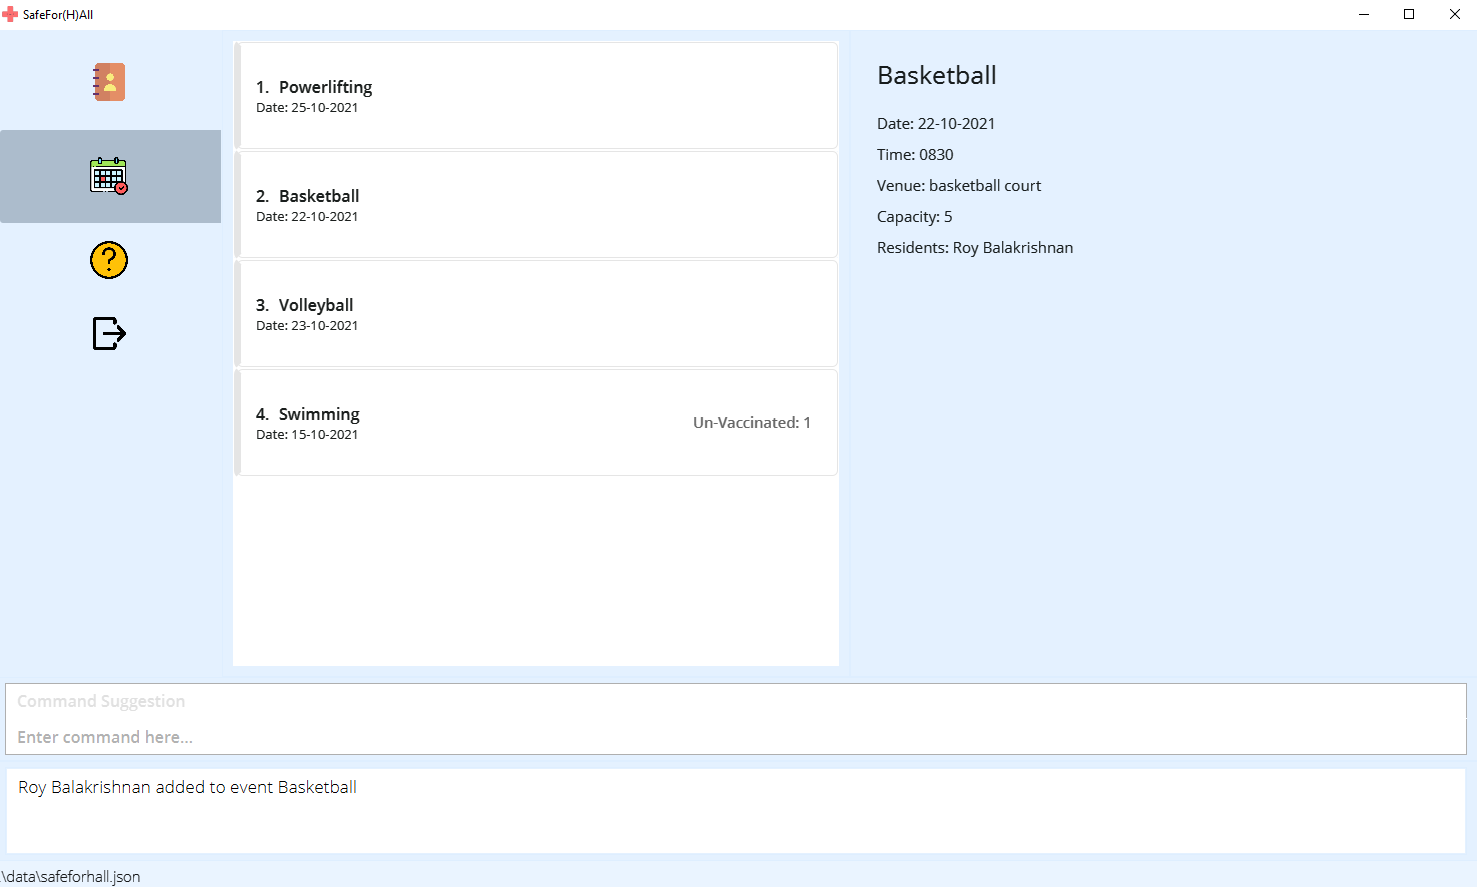 SafeFor(H)All
1. Powerlifting
Date: 25-10-2021
2. Basketball
Date: 22-10-2021
3. Volleyball
Date: 23-10-2021
4. Swimming
Date: 15-10-2021
Un-Vaccinated: 1
Basketball
Date: 22-10-2021
Time: 0830
Venue: basketball court
Capacity: 5
Residents: Roy Balakrishnan
Command Suggestion
Enter command here...
Roy Balakrishnan added to event Basketball
.\data\safeforhall.json